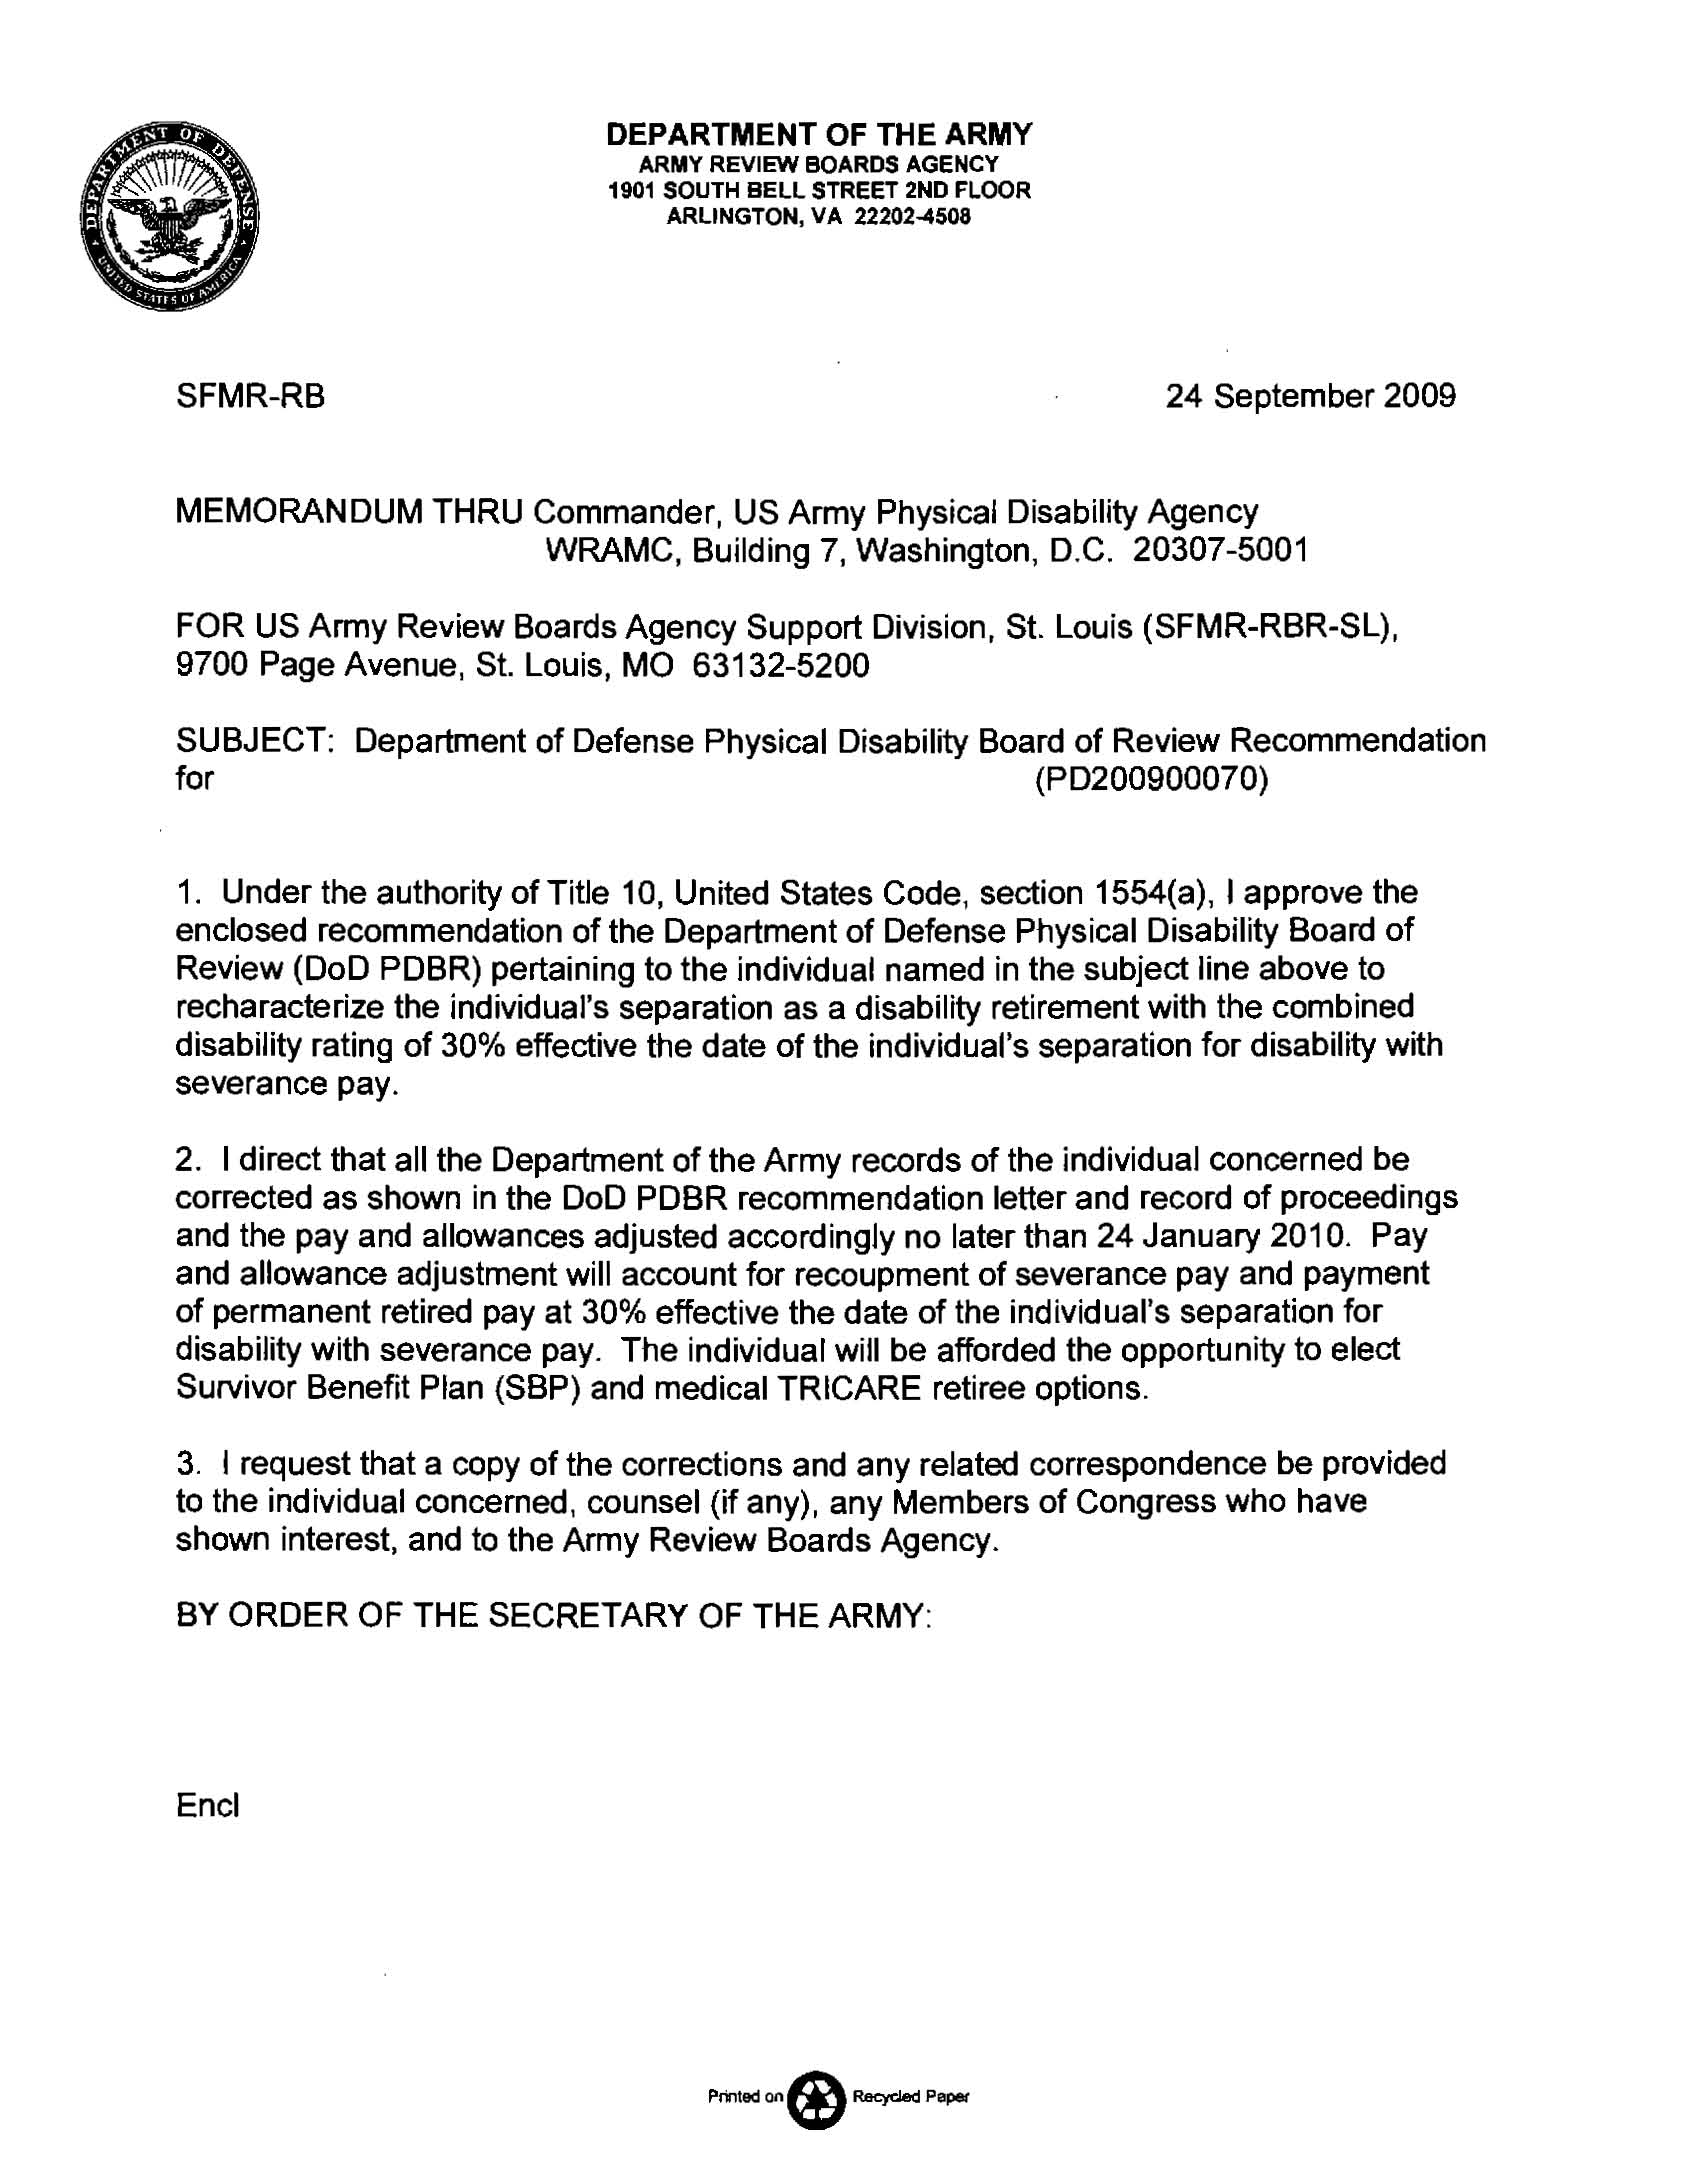 DEPARTMENT OF DEFENSE
UNITED STATES OF AMERICA
DEPARTMENT OF THE ARMY
ARMY REVIEW BOARDS AGENCY
1901 SOUTH BELL STREET 2ND FLOOR
ARLINGTON, VA 22202-4508
SFMR-RB 24 September 2009
MEMORANDUM THRU Commander, US Army Physical Disability Agency
WRAMC, Building 7, Washington, D.C. 20307-5001
FOR US Army Review Boards Agency Support Division, St. Louis (SFMR-RBR-SL),
9700 Page Avenue, St. Louis, MO 63132-5200
SUBJECT: Department of Defense Physical Disability Board of Review Recommendation
for (PD200900070)
1. Under the authority of Title 10, United States Code, section 1554(a), I approve the
enclosed recommendation of the Department of Defense Physical Disability Board of
Review (DoD PDBR) pertaining to the individual named in the subject line above to
recharacterize the individual's separation as a disability retirement with the combined
disability rating of 30% effective the date of the individual's separation for disability with
severance pay.
2. I direct that all the Department of the Army records of the individual concerned be
corrected as shown in the DoD PDBR recommendation letter and record of proceedings
and the pay and allowances adjusted accordingly no later than 24 January 2010. Pay
and allowance adjustment will account for recoupment of severance pay and payment
of permanent retired pay at 30% effective the date of the individual's separation for
disability with severance pay. The individual will be afforded the opportunity to elect
Survivor Benefit Plan (SBP) and medical TRICARE retiree options.
3. I request that a copy of the corrections and any related correspondence be provided
to the individual concerned, counsel (if any), any Members of Congress who have
shown interest, and to the Army Review Boards Agency.
BY ORDER OF THE SECRETARY OF THE ARMY:
Encl
Printed on Recycled Paper